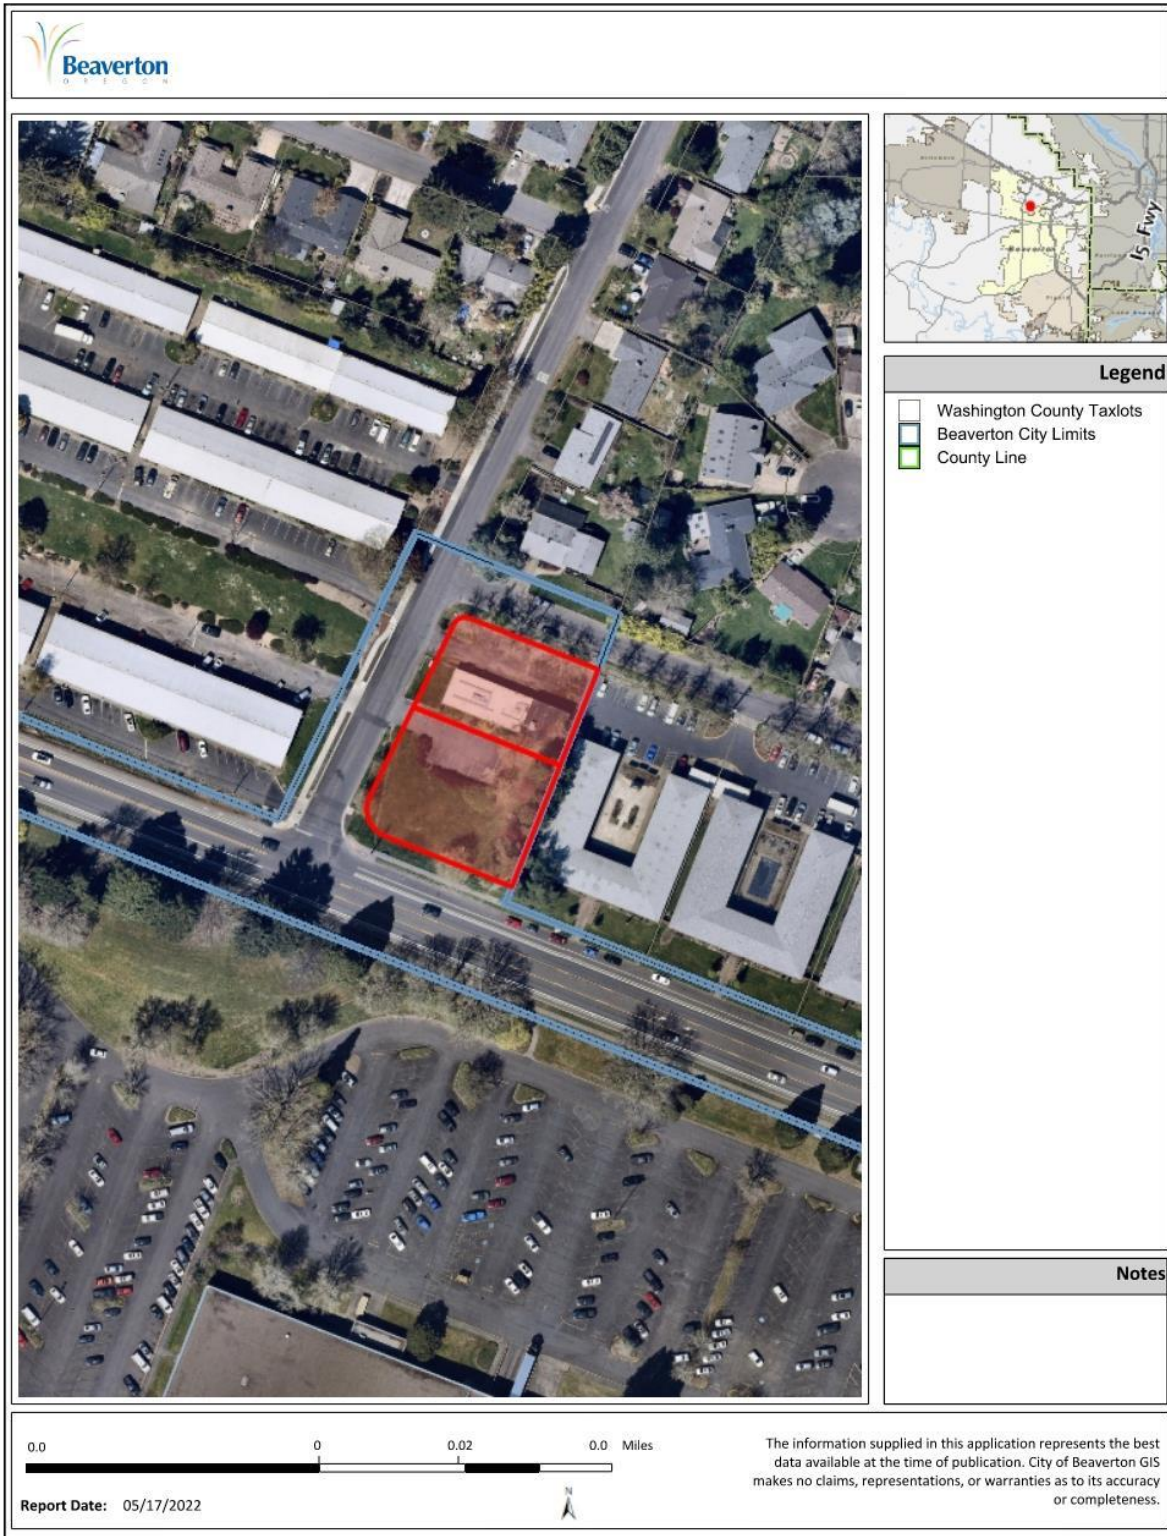 Beaverton
OREGON
I5 Fwy
Beaverton
Legend
Washington County Taxlots
Beaverton City Limits
County Line
Notes
0.0 0 0.02 0.0 Miles
The information supplied in this application represents the best
data available at the time of publication. City of Beaverton GIS
makes no claims, representations, or warranties as to its accuracy
or completeness.
Report Date: 05/17/2022
N